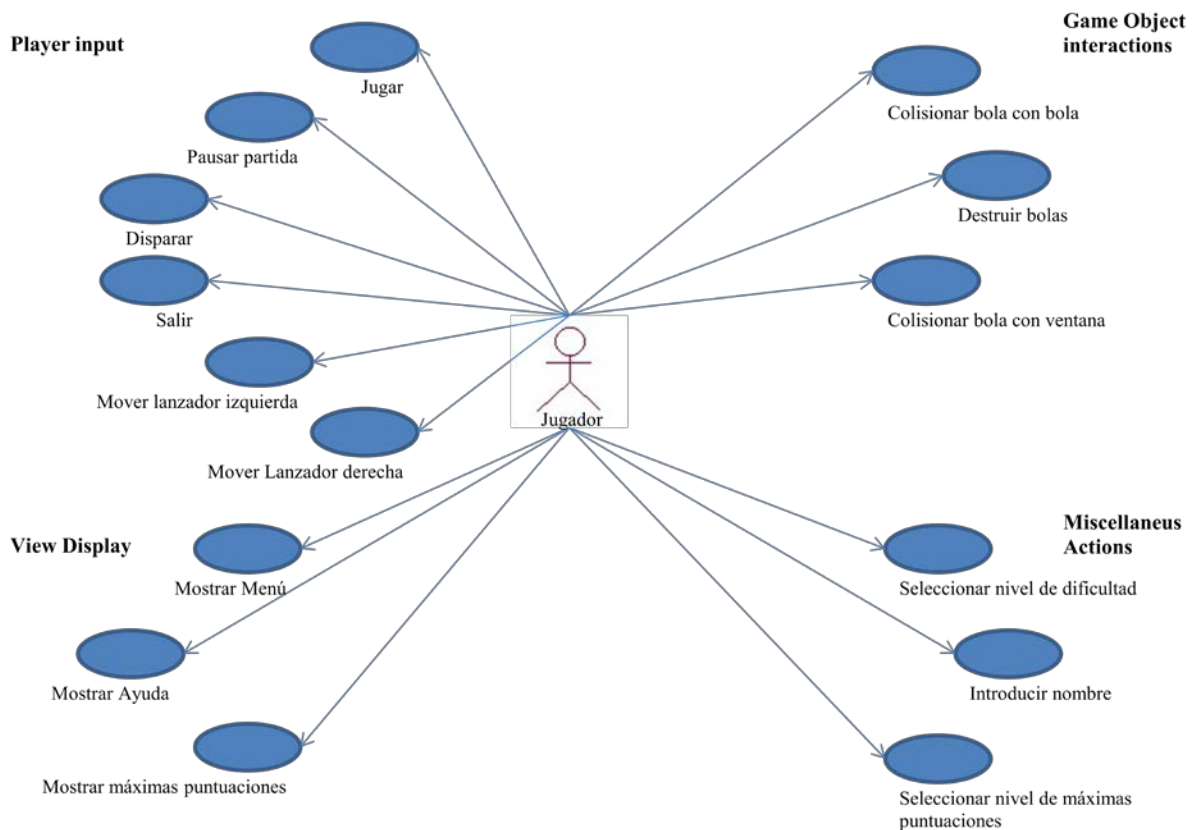 Player input
Game Object
interactions
Jugar
Colisionar bola con bola
Pausar partida
Destruir bolas
Disparar
Salir
Colisionar bola con ventana
Mover lanzador izquierda
Jugador
Mover Lanzador derecha
View Display
Miscellaneus
Actions
Mostrar Menú
Seleccionar nivel de dificultad
Mostrar Ayuda
Introducir nombre
Mostrar máximas puntuaciones
Seleccionar nivel de máximas
puntuaciones